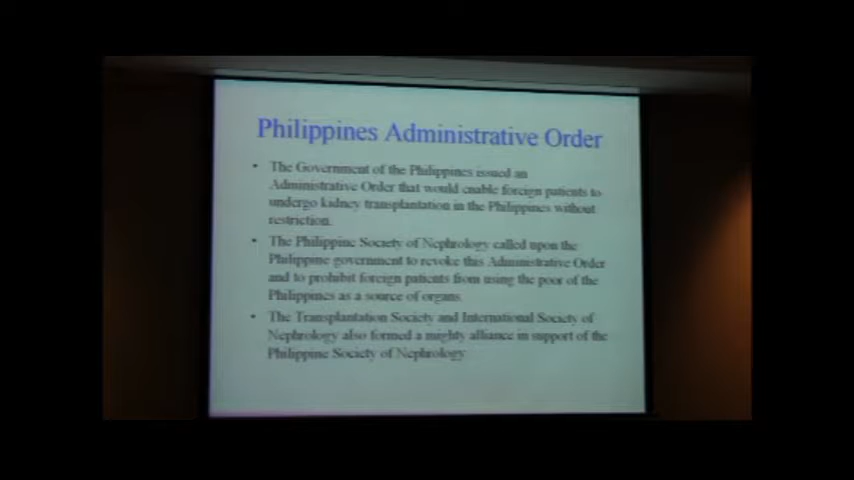 Philippines Administrative Order
• The Government of the Philippines issued an
Administrative Order that would enable foreign patients to
undergo kidney transplantation in the Philippines without
restriction.
• The Philippine Society of Nephrology called upon the
Philippine government to revoke this Administrative Order
and to prohibit foreign patients from using the poor of the
Philippines as a source of organs.
• The Transplantation Society and International Society of
Nephrology also formed a mighty alliance in support of the
Philippine Society of Nephrology